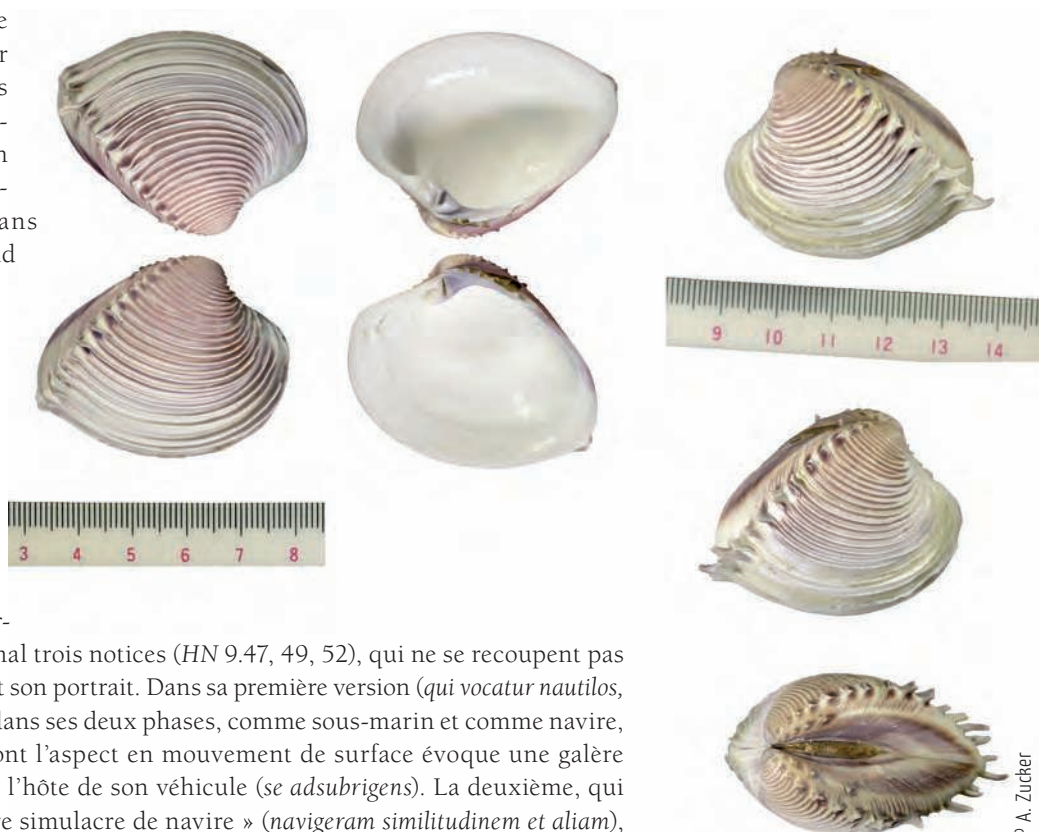 e
r
s
-
n
-
ans
9 10 11 12 13 14
3 4 5 6 7 8
r-
nal trois notices (HN 9.47, 49, 52), qui ne se recoupent pas
t son portrait. Dans sa première version (qui vocatur nautilos,
dans ses deux phases, comme sous-marin et comme navire,
ont l'aspect en mouvement de surface évoque une galère
l'hôte de son véhicule (se adsubrigens). La deuxième, qui
e simulacre de navire » (navigeram similitudinem et aliam),
A. Zucker